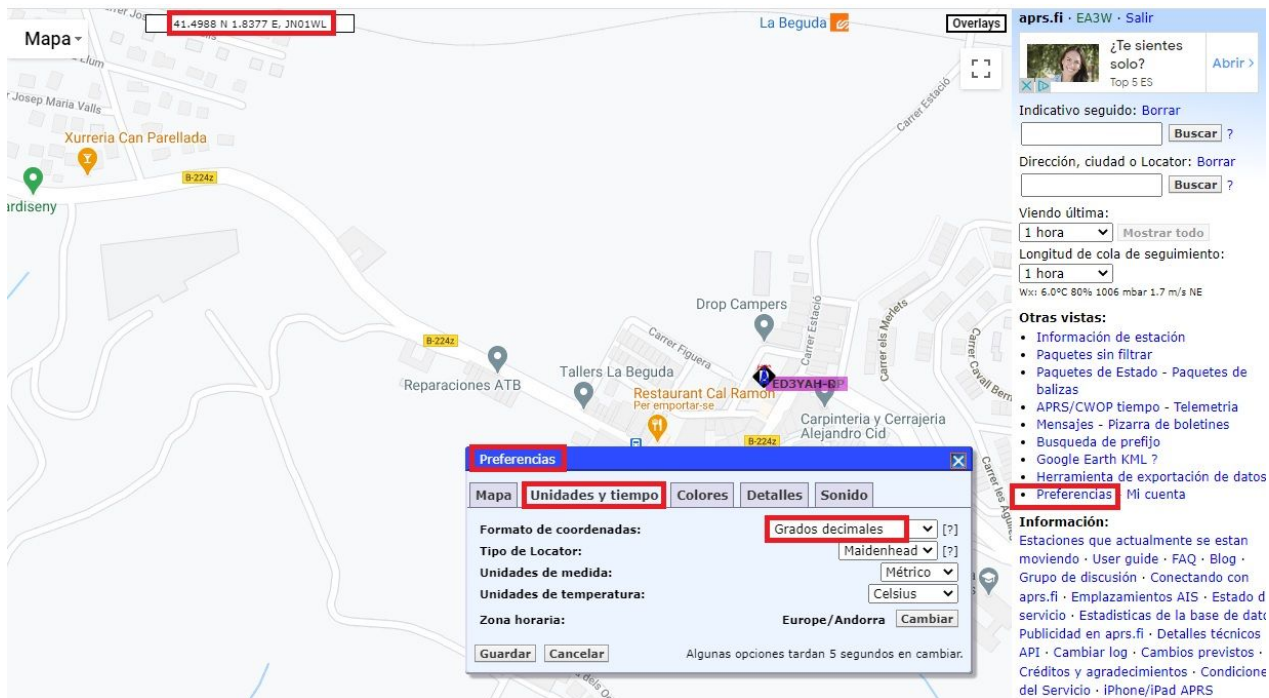 Mapa
41.4988 N 1.8377 E, JN01WL
La Beguda
Overlays
Josep Maria Valls
Xurreria Can Parellada
B-224z
ardiseny
Carrer Estació
Drop Campers
Carrer Estació
Carrer els Merlets
Carrer Figuera
B-224z
Reparaciones ATB
Tallers La Beguda
Restaurant Cal Ramon
Per emportar-se
ED3YAH-RP
Carpinteria y Cerrajeria
Alejandro Cid
B-224z
Preferencias
Mapa Unidades y tiempo Colores Detalles Sonido
Formato de coordenadas: Grados decimales [?]
Tipo de Locator: Maidenhead [?]
Unidades de medida: Métrico
Unidades de temperatura: Celsius
Zona horaria: Europe/Andorra Cambiar
Guardar Cancelar Algunas opciones tardan 5 segundos en cambiar.
aprs.fi · EA3W · Salir
¿Te sientes
solo?
Top 5 ES
Abrir >
Indicativo seguido: Borrar
Buscar ?
Dirección, ciudad o Locator: Borrar
Buscar ?
Viendo última:
1 hora Mostrar todo
Longitud de cola de seguimiento:
1 hora
Wx: 6.0ºC 80% 1006 mbar 1.7 m/s NE
Otras vistas:
• Información de estación
• Paquetes sin filtrar
• Paquetes de Estado - Paquetes de
balizas
• APRS/CWOP tiempo - Telemetria
• Mensajes - Pizarra de boletines
• Busqueda de prefijo
• Google Earth KML ?
• Herramienta de exportación de datos
• Preferencias - Mi cuenta
Información:
Estaciones que actualmente se estan
moviendo · User guide · FAQ · Blog ·
Grupo de discusión · Conectando con
aprs.fi · Emplazamientos AIS · Estado d
servicio · Estadisticas de la base de dato
Publicidad en aprs.fi · Detalles técnicos
API · Cambiar log · Cambios previstos ·
Créditos y agradecimientos · Condicione
del Servicio · iPhone/iPad APRS